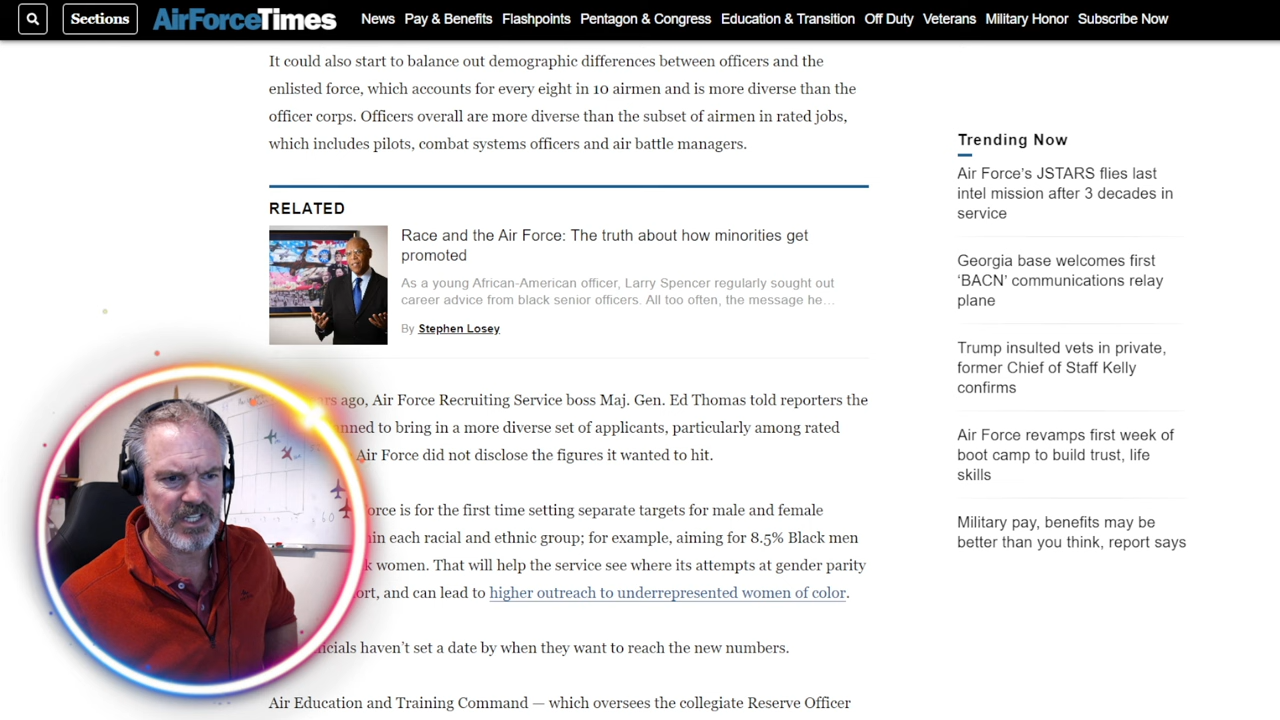 Sections
AirForceTimes
News Pay & Benefits Flashpoints Pentagon & Congress Education & Transition Off Duty Veterans Military Honor Subscribe Now
It could also start to balance out demographic differences between officers and the
enlisted force, which accounts for every eight in 10 airmen and is more diverse than the
officer corps. Officers overall are more diverse than the subset of airmen in rated jobs,
which includes pilots, combat systems officers and air battle managers.
RELATED
Race and the Air Force: The truth about how minorities get
promoted
As a young African-American officer, Larry Spencer regularly sought out
career advice from black senior officers. All too often, the message he…
By Stephen Losey
ago, Air Force Recruiting Service boss Maj. Gen. Ed Thomas told reporters the
to bring in a more diverse set of applicants, particularly among rated
Air Force did not disclose the figures it wanted to hit.
is for the first time setting separate targets for male and female
each racial and ethnic group; for example, aiming for 8.5% Black men
women. That will help the service see where its attempts at gender parity
and can lead to higher outreach to underrepresented women of color.
haven’t set a date by when they want to reach the new numbers.
Air Education and Training Command — which oversees the collegiate Reserve Officer
Trending Now
Air Force’s JSTARS flies last
intel mission after 3 decades in
service
Georgia base welcomes first
‘BACN’ communications relay
plane
Trump insulted vets in private,
former Chief of Staff Kelly
confirms
Air Force revamps first week of
boot camp to build trust, life
skills
Military pay, benefits may be
better than you think, report says